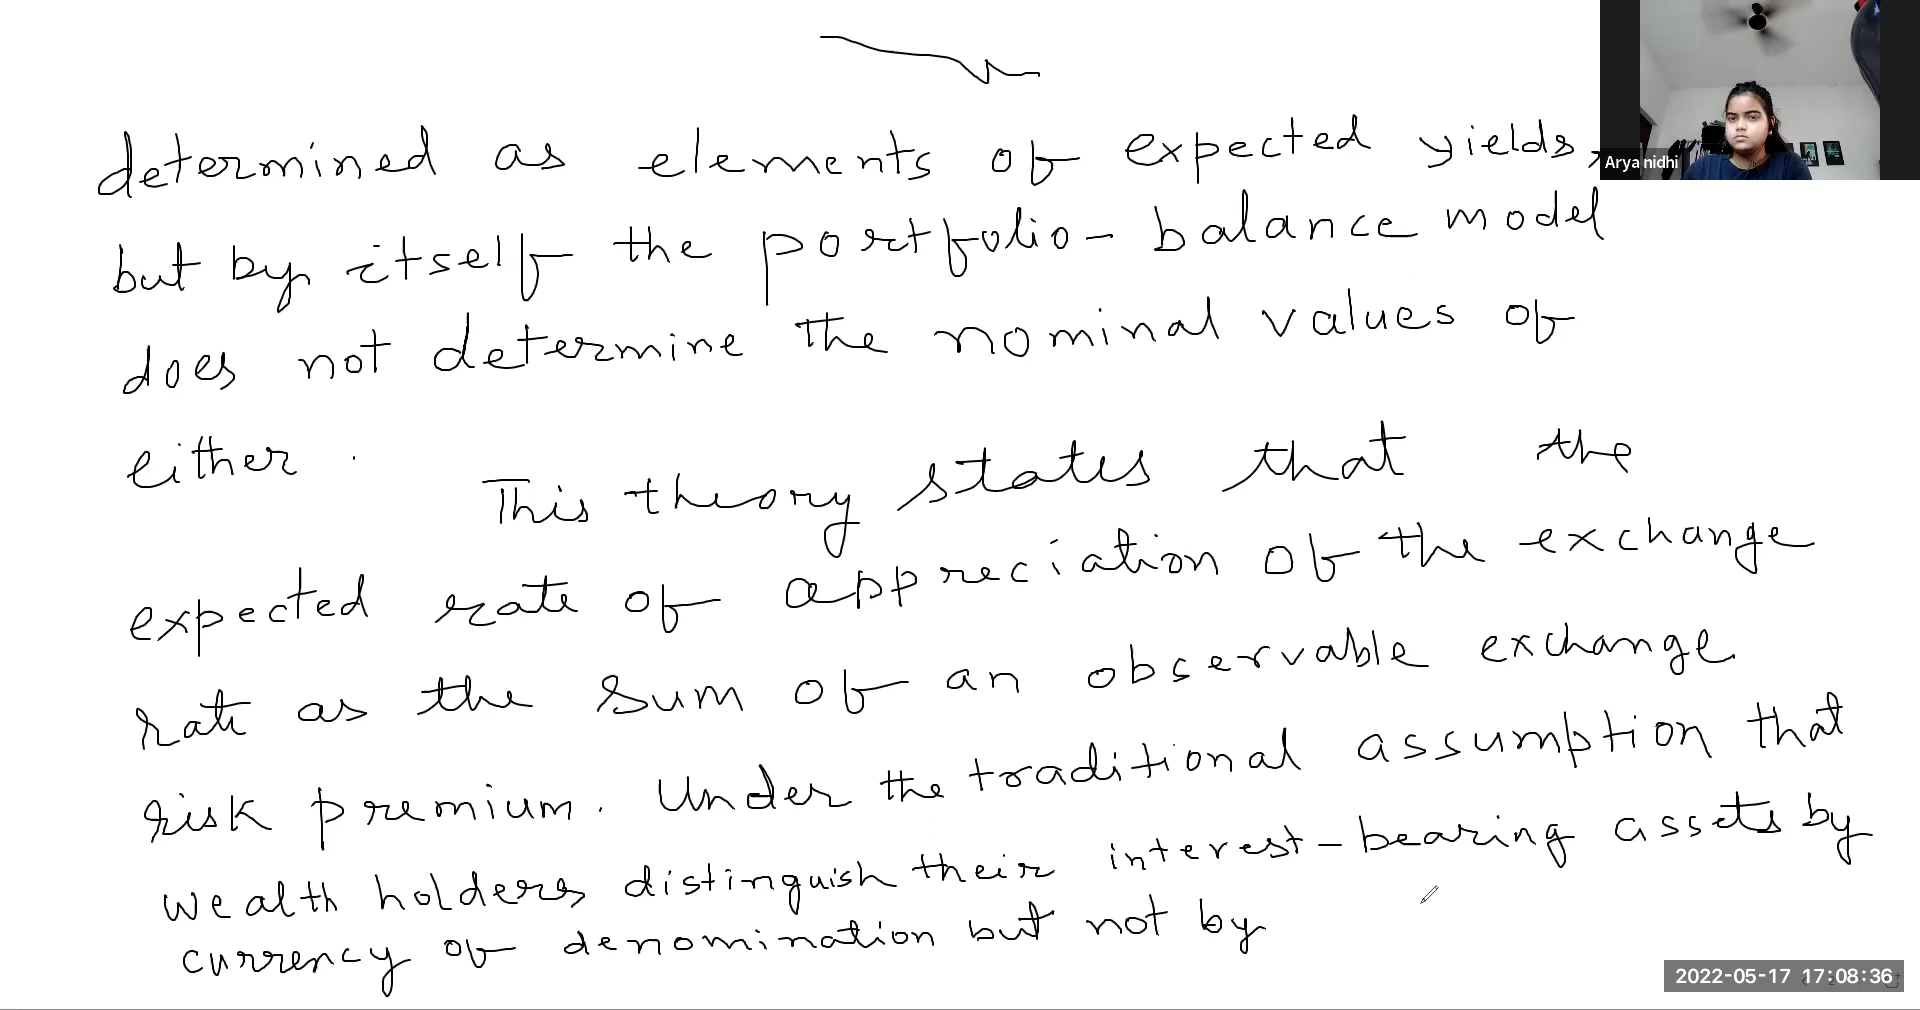 determined as elements of expected yields,
Arya nidhi
but by itself the portfolio-balance model
does not determine the nominal values of
either.
This theory states that the
expected rate of appreciation of the exchange
rate as the sum of an observable exchange
risk premium. Under the traditional assumption that
wealth holders distinguish their interest-bearing assets by
currency of denomination but not by
2022-05-17 17:08:36